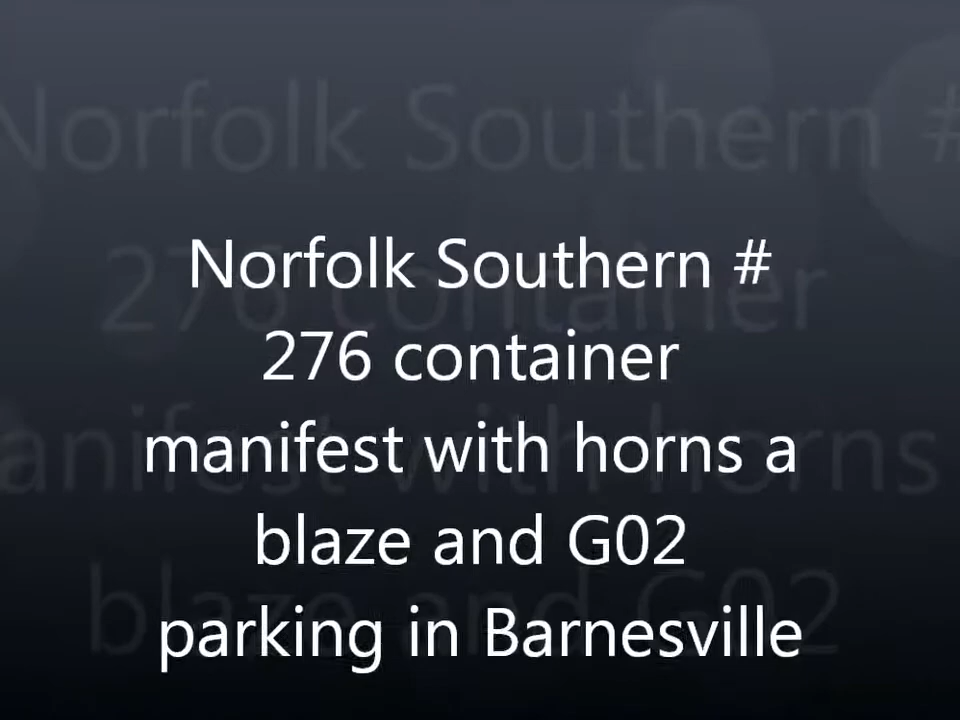 Norfolk Southern #
276 container
manifest with horns a
blaze and G02
parking in Barnesville